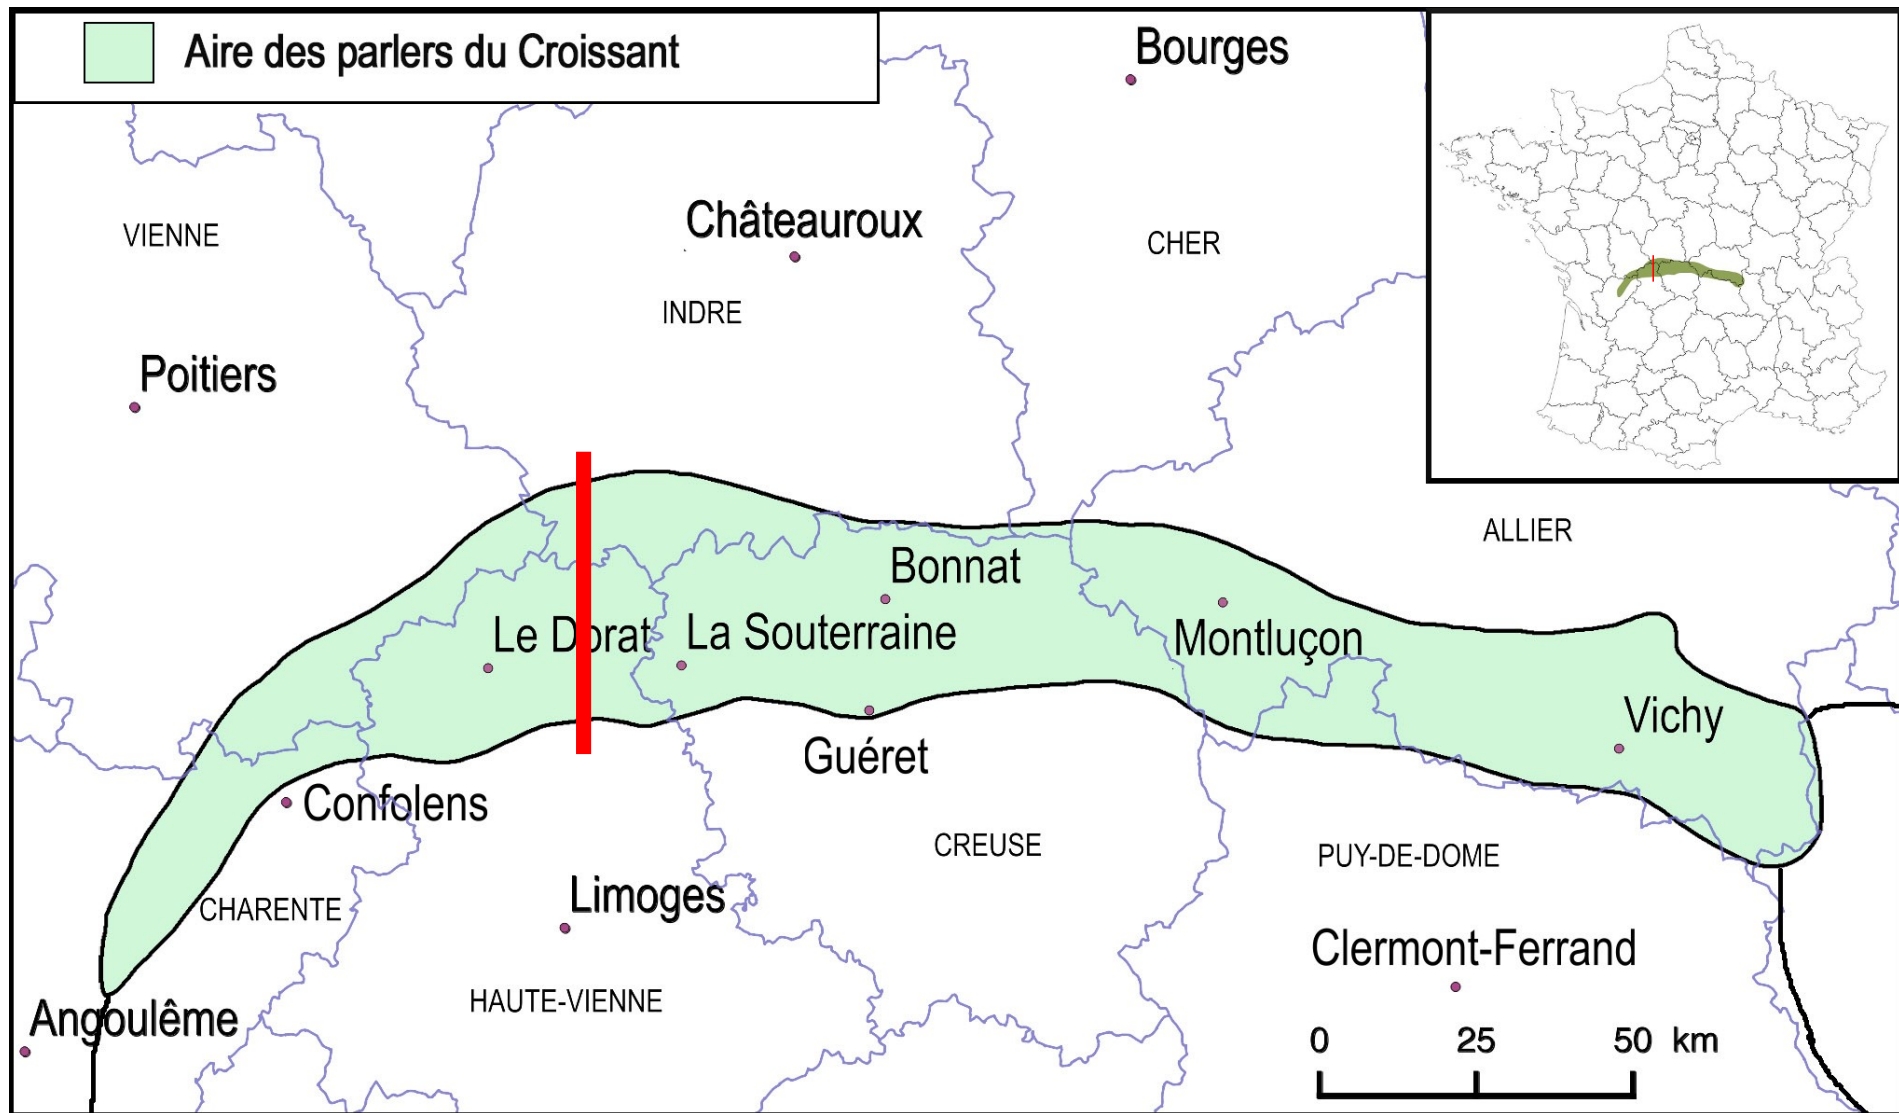 Aire des parlers du Croissant
Bourges
VIENNE
Châteauroux
CHER
INDRE
Poitiers
ALLIER
Bonnat
Le Dorat
La Souterraine
Montluçon
Vichy
Guéret
Confolens
CREUSE
PUY-DE-DOME
Limoges
CHARENTE
Clermont-Ferrand
HAUTE-VIENNE
Angoulême
0 25 50 km